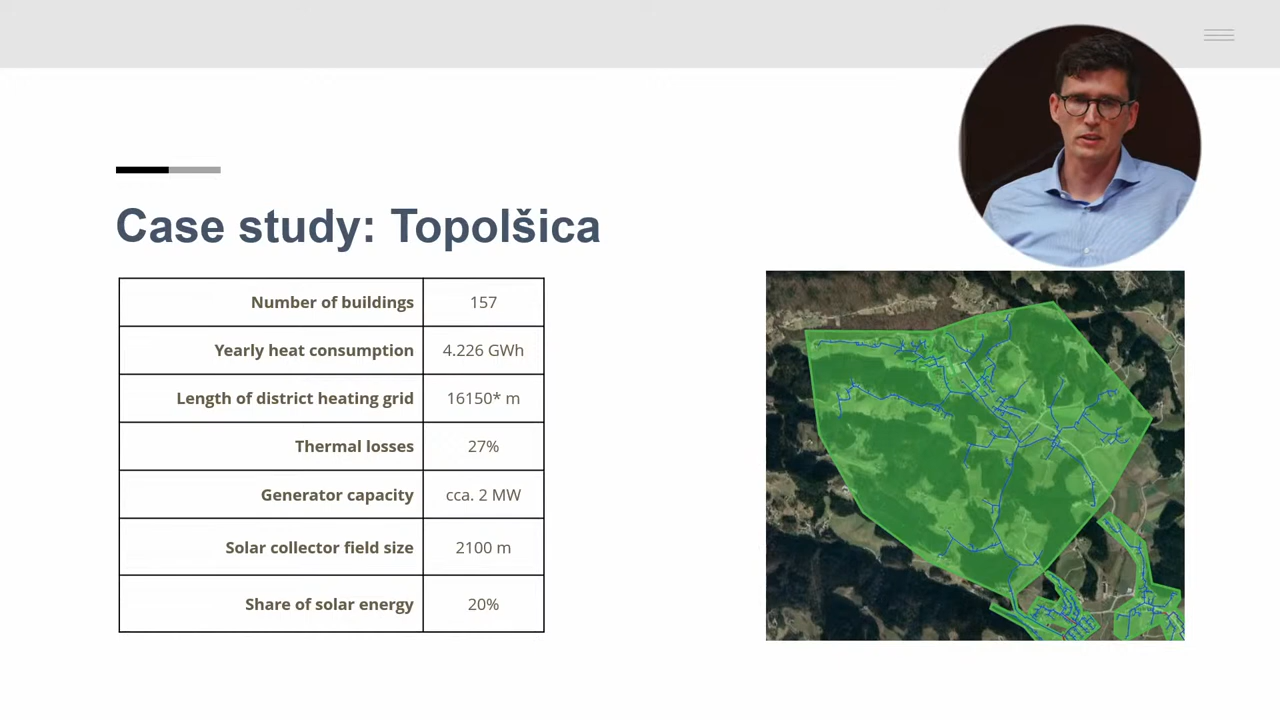 Case study: Topolšica
Number of buildings 157
Yearly heat consumption 4.226 GWh
Length of district heating grid 16150* m
Thermal losses 27%
Generator capacity cca. 2 MW
Solar collector field size 2100 m
Share of solar energy 20%